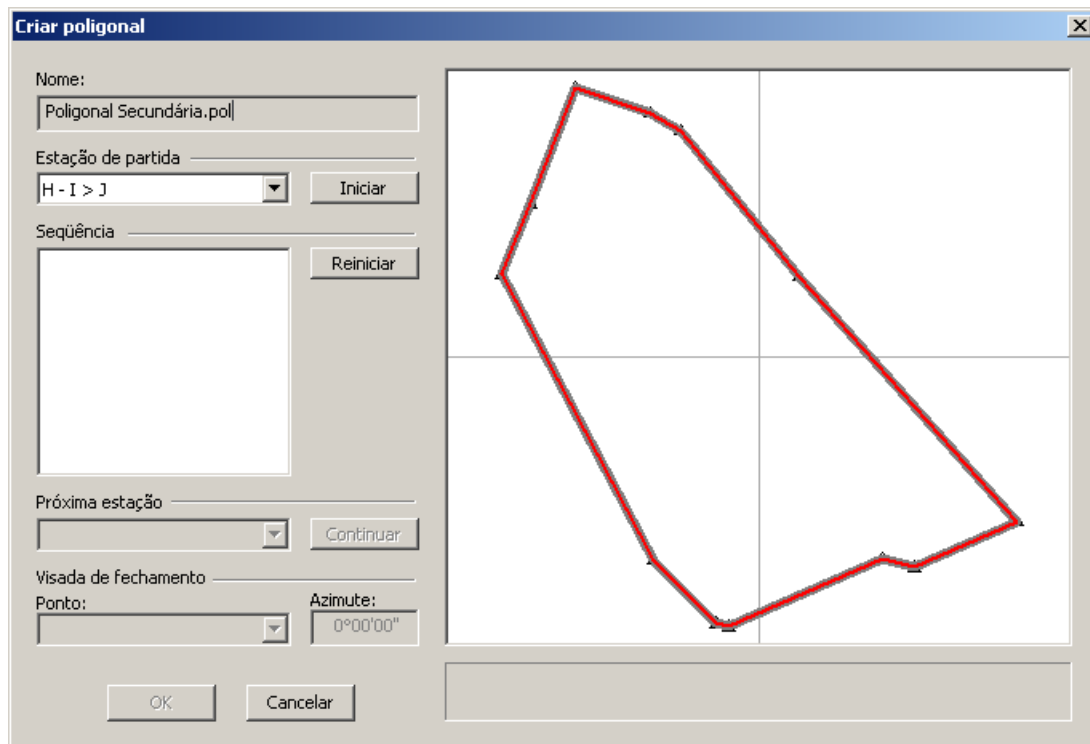 Criar poligonal
Nome:
Poligonal Secundária.pol
Estação de partida
H - I > J
Iniciar
Seqüência
Reiniciar
Próxima estação
Continuar
Visada de fechamento
Ponto:
Azimute:
0°00'00"
OK
Cancelar